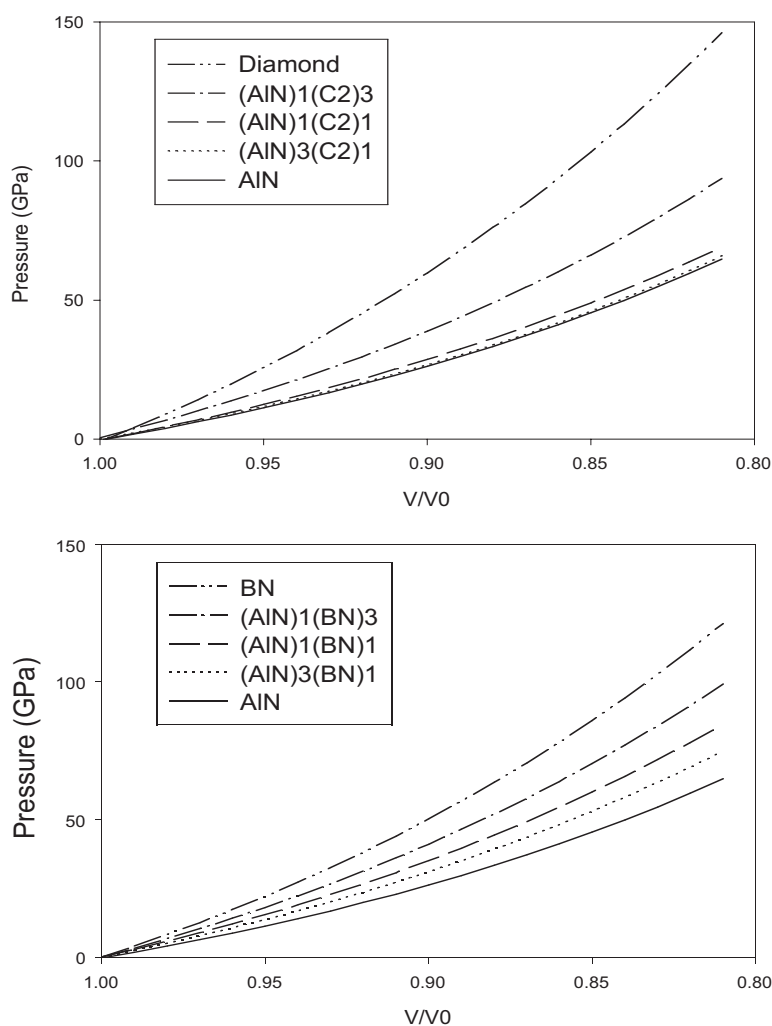 150
100
50
0
Pressure (GPa)
Diamond
(AlN)1(C2)3
(AlN)1(C2)1
(AlN)3(C2)1
AlN
1.00 0.95 0.90 0.85 0.80
V/V0
150
100
50
0
Pressure (GPa)
BN
(AlN)1(BN)3
(AlN)1(BN)1
(AlN)3(BN)1
AlN
1.00 0.95 0.90 0.85 0.80
V/V0